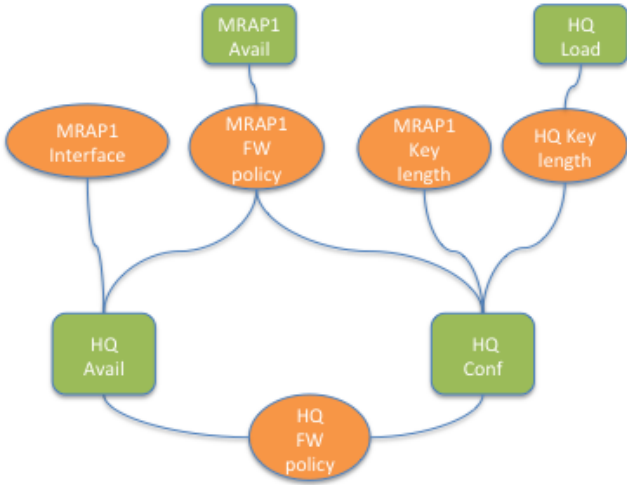 MRAP1
Avail
HQ
Load
MRAP1
Interface
MRAP1
FW
policy
MRAP1
Key
length
HQ Key
length
HQ
Avail
HQ
Conf
HQ
FW
policy